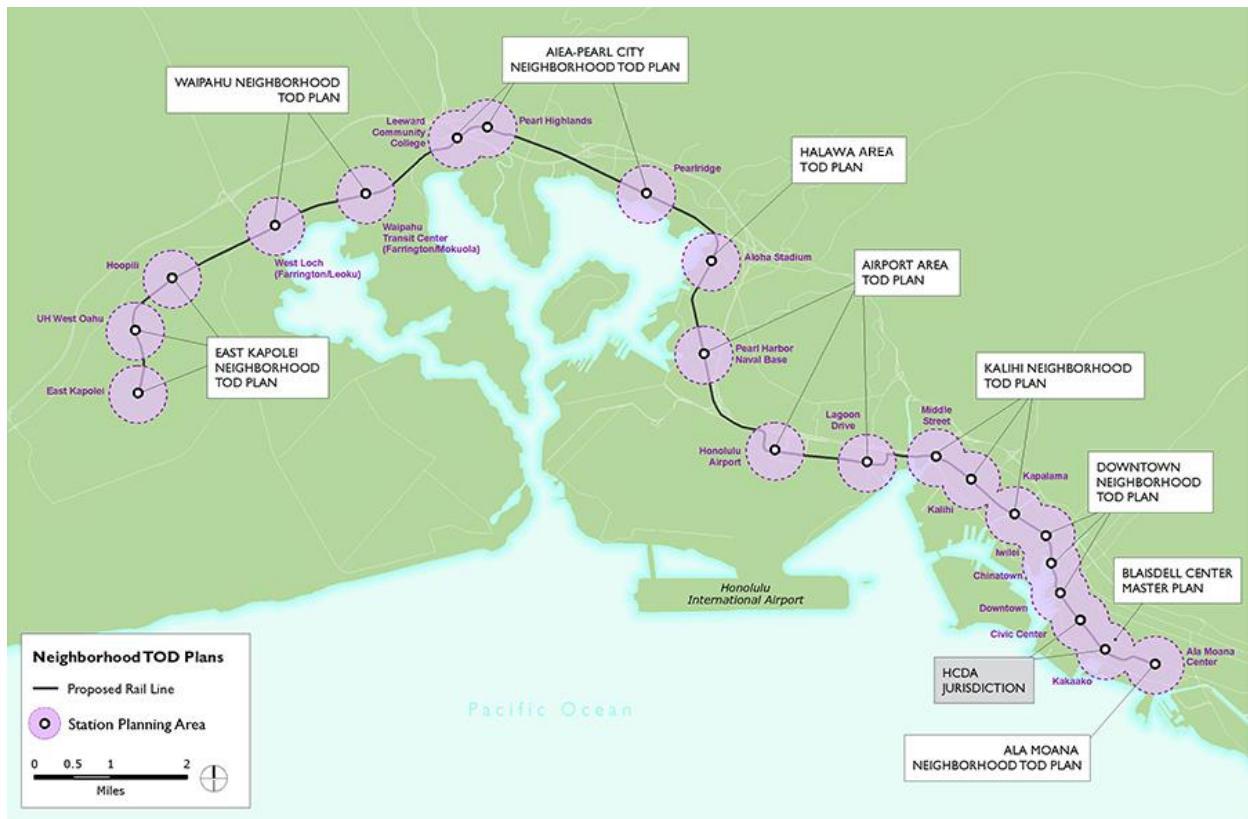 AIEA-PEARL CITY
NEIGHBORHOOD TOD PLAN
WAIPAHU NEIGHBORHOOD
TOD PLAN
Leeward
Community
College
Pearl Highlands
HALAWA AREA
TOD PLAN
Pearlridge
Waipahu
Transit Center
(Farrington/Mokuola)
West Loch
(Farrington/Leoku)
Hoopili
Aloha Stadium
AIRPORT AREA
TOD PLAN
UH West Oahu
EAST KAPOLEI
NEIGHBORHOOD
TOD PLAN
East Kapolei
Pearl Harbor
Naval Base
KALIHI NEIGHBORHOOD
TOD PLAN
Lagoon
Drive
Middle
Street
Honolulu
Airport
Kapalama
DOWNTOWN
NEIGHBORHOOD
TOD PLAN
Kalihi
Iwilei
Chinatown
BLAISDELL CENTER
MASTER PLAN
Honolulu
International Airport
Downtown
Civic Center
Ala Moana
Center
HCDA
JURISDICTION
Kakaako
ALA MOANA
NEIGHBORHOOD TOD PLAN
Pacific Ocean
Neighborhood TOD Plans
Proposed Rail Line
Station Planning Area
0 0.5 1 2
Miles